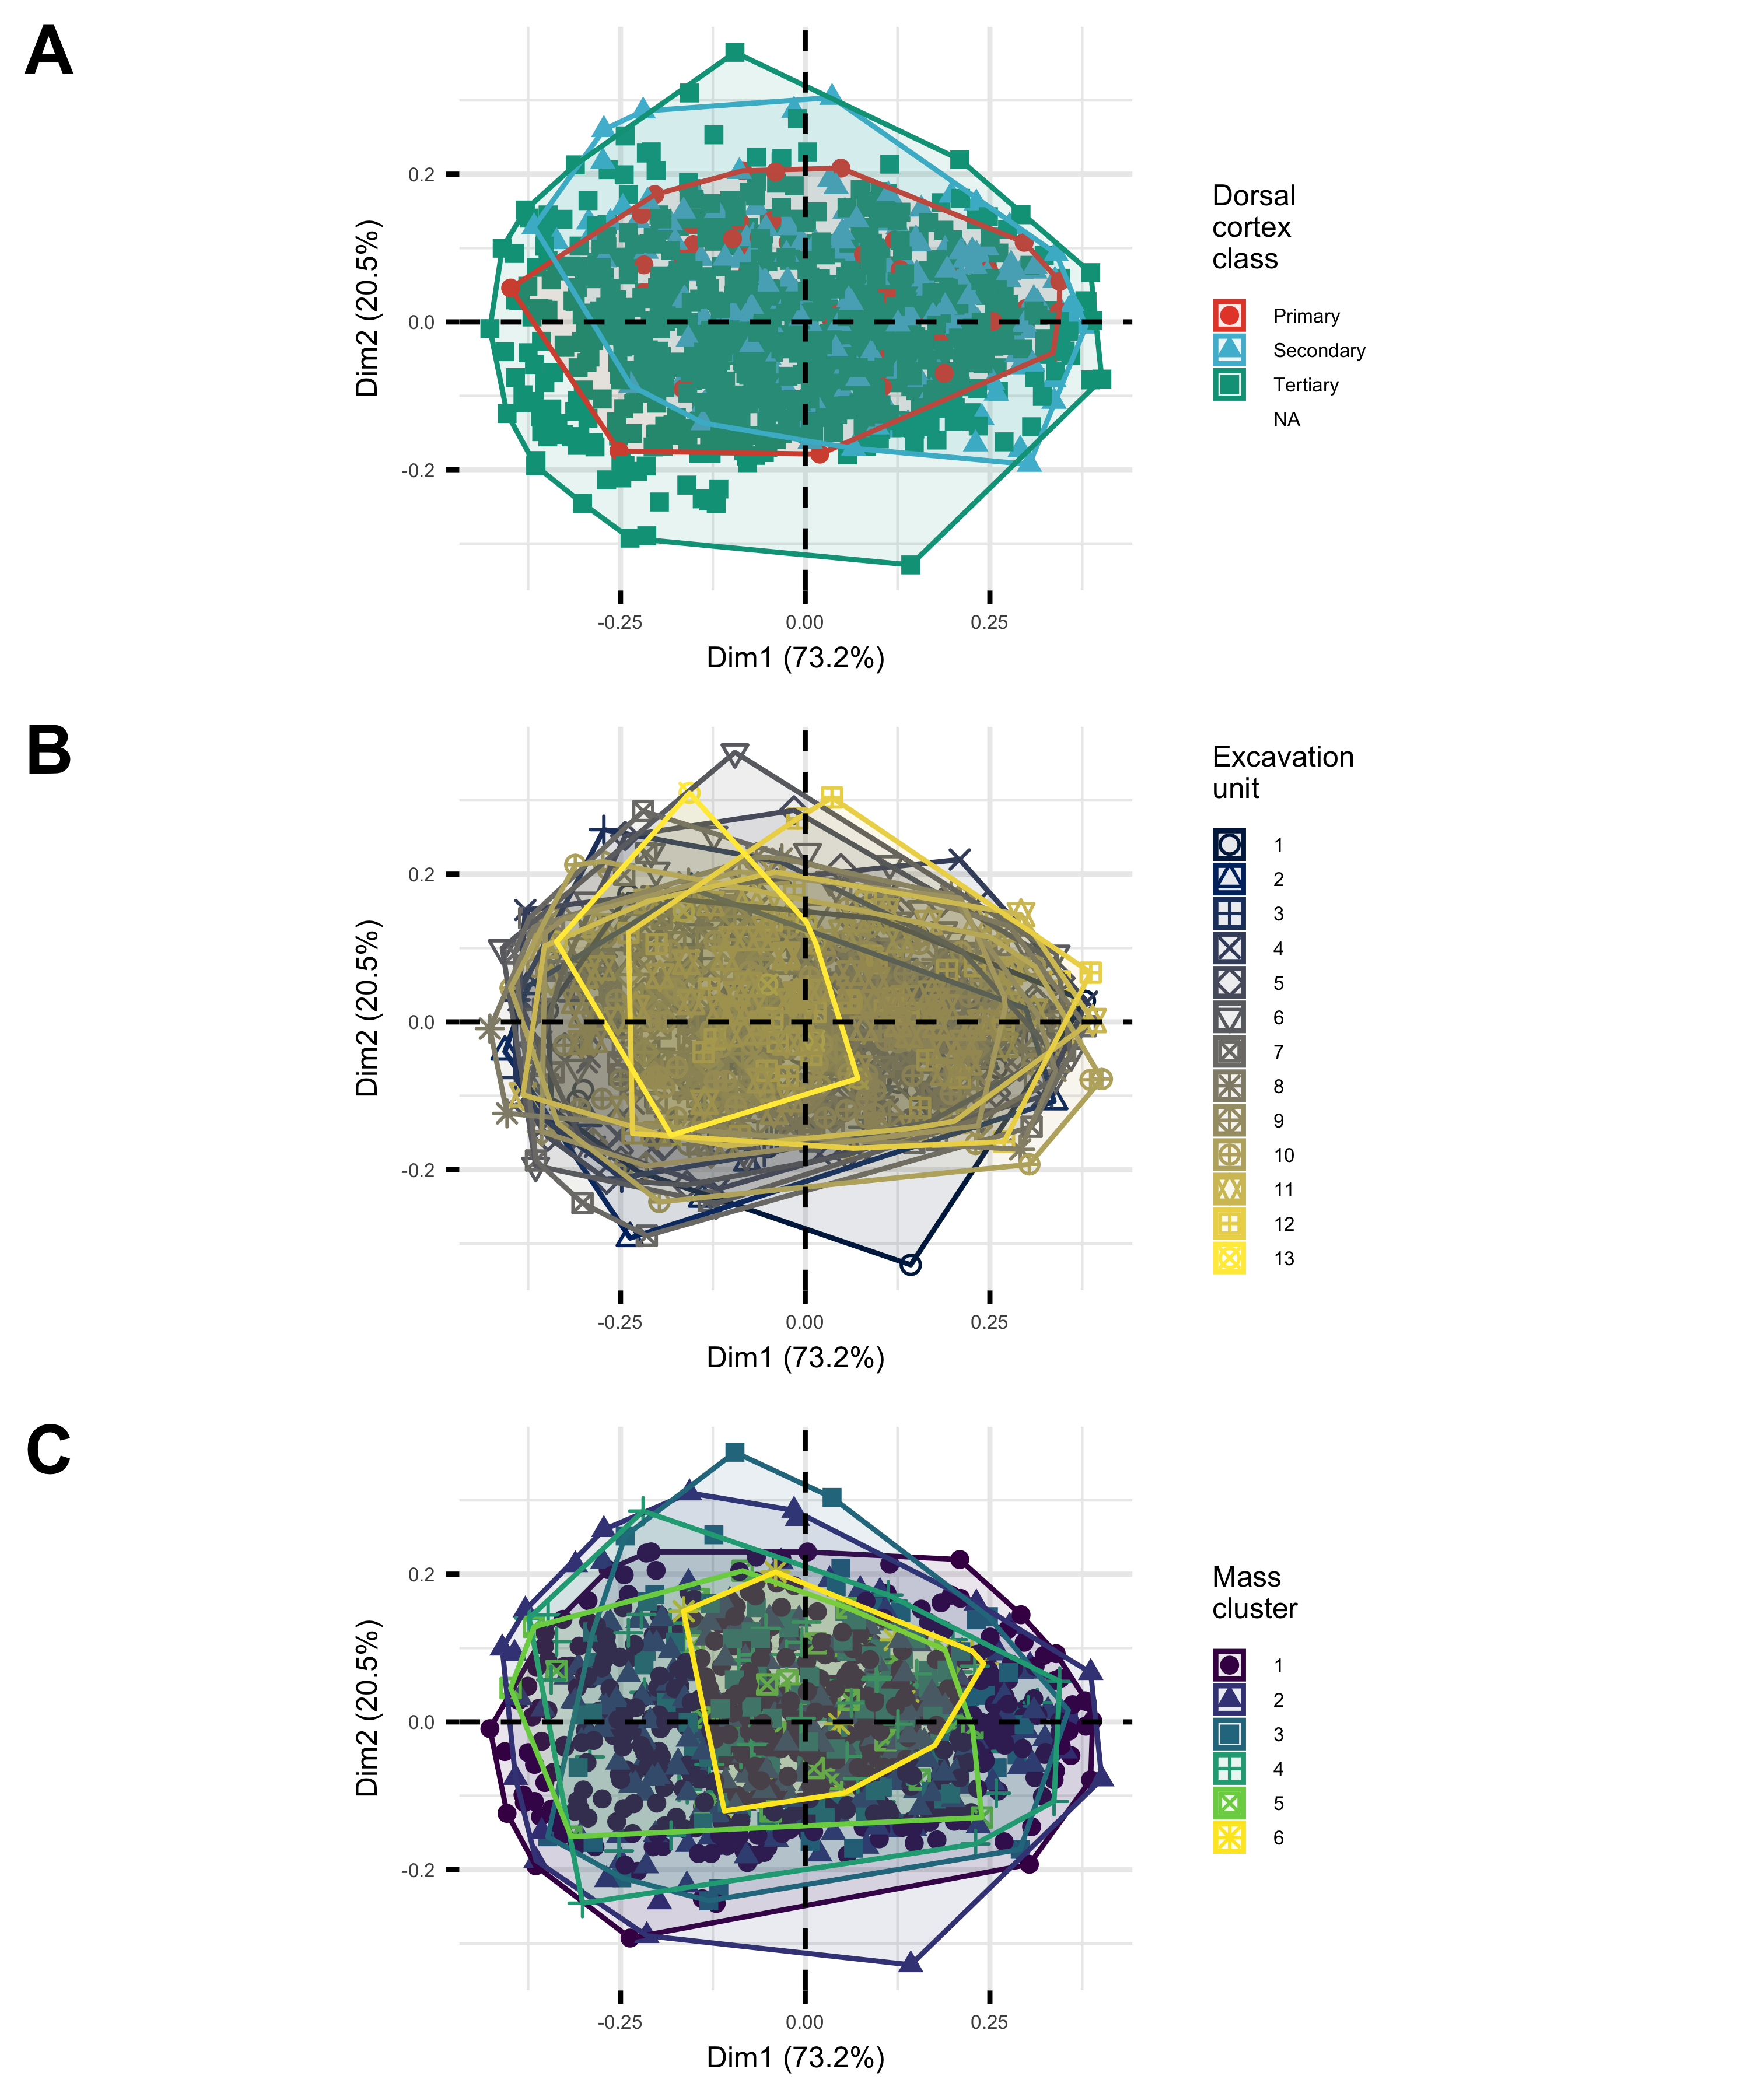 A
0.2
0.0
-0.2
Dim2 (20.5%)
-0.25
0.00
0.25
Dim1 (73.2%)
Dorsal
cortex
class
Primary
Secondary
Tertiary
NA
B
0.2
0.0
-0.2
Dim2 (20.5%)
-0.25
0.00
0.25
Dim1 (73.2%)
Excavation
unit
1
2
3
4
5
6
7
8
9
10
11
12
13
C
0.2
0.0
-0.2
Dim2 (20.5%)
-0.25
0.00
0.25
Dim1 (73.2%)
Mass
cluster
1
2
3
4
5
6